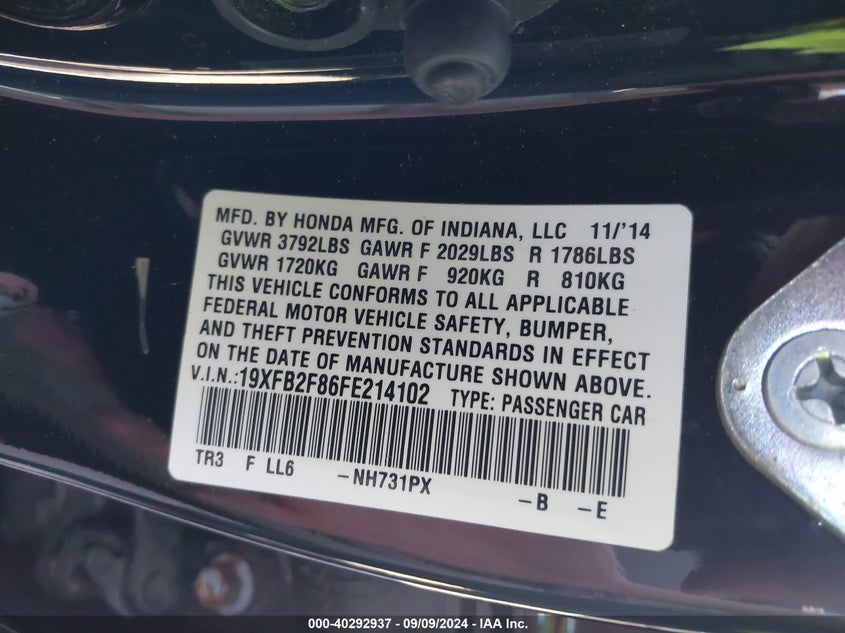 MFD. BY HONDA MFG. OF INDIANA, LLC 11/'14
GVWR 3792LBS GAWR F 2029LBS R 1786LBS
GVWR 1720KG GAWR F 920KG R 810KG
THIS VEHICLE CONFORMS TO ALL APPLICABLE
FEDERAL MOTOR VEHICLE SAFETY, BUMPER,
AND THEFT PREVENTION STANDARDS IN EFFECT
ON THE DATE OF MANUFACTURE SHOWN ABOVE.
V.I.N.:19XFB2F86FE214102 TYPE: PASSENGER CAR
TR3 F LL6 -NH731PX -B -E
000-40292937 - 09/09/2024 - IAA Inc.